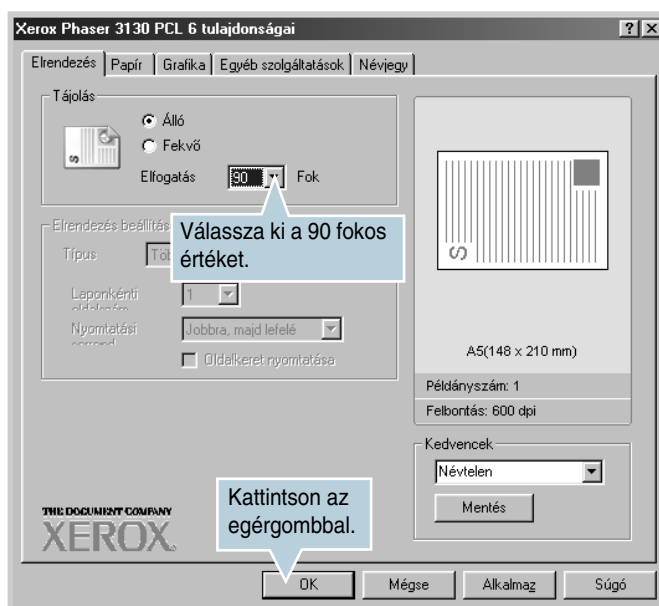 Xerox Phaser 3130 PCL 6 tulajdonságai
Elrendezés Papír Grafika Egyéb szolgáltatások Névjegy
Tájolás
Álló
Fekvő
Elfogatás 90 Fok
Válassza ki a 90 fokos
értéket.
Elrendezés
Típus
Laponkénti 1
Nyomtatási Jobbra, majd lefelé
Oldalkeret nyomtatása
S
A5(148 x 210 mm)
Példányszám: 1
Felbontás: 600 dpi
Kedvencek
Névtelen
Mentés
Kattintson az
egérgombbal.
THE DOCUMENT COMPANY
XEROX
OK Mégse Alkalmaz Súgó